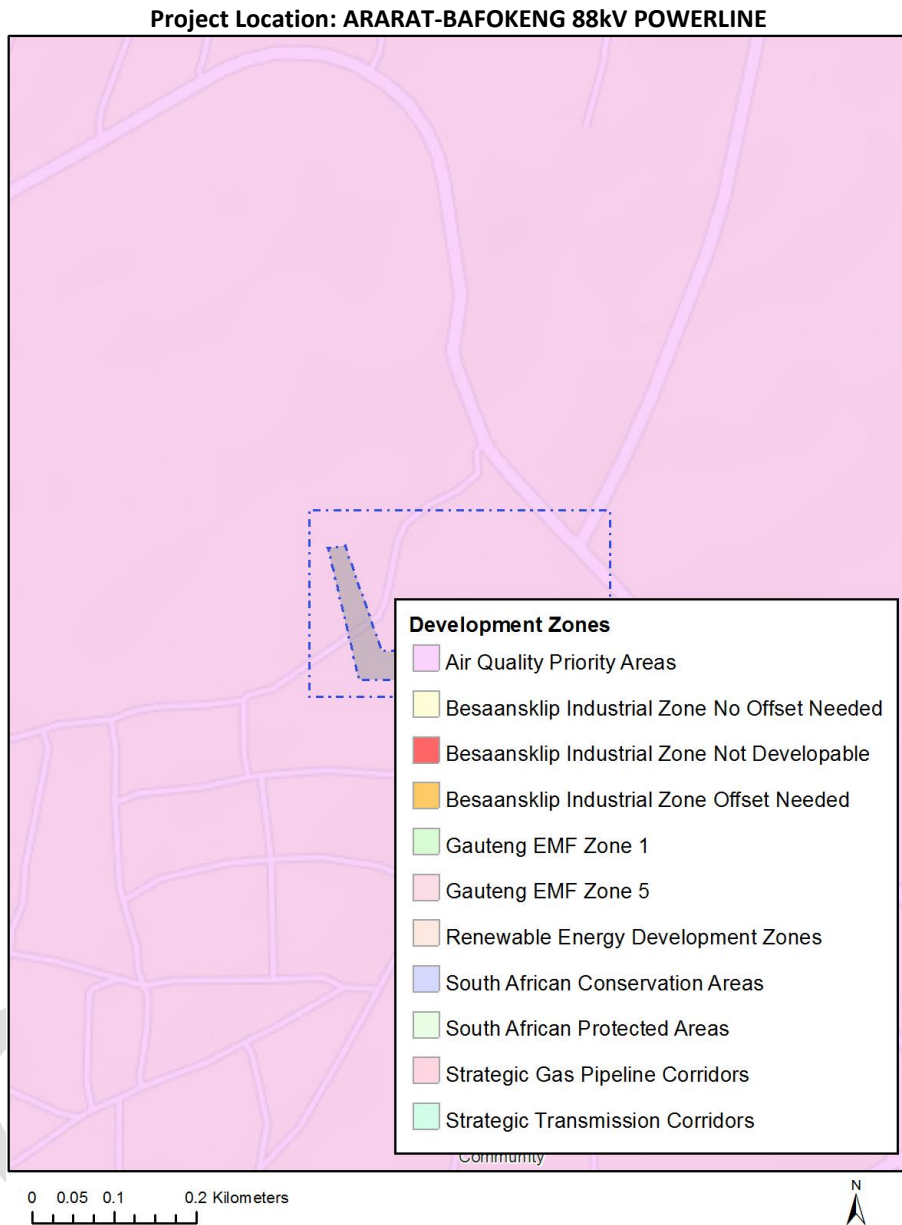 Project Location: ARARAT-BAFOKENG 88kV POWERLINE
Development Zones
Air Quality Priority Areas
Besaansklip Industrial Zone No Offset Needed
Besaansklip Industrial Zone Not Developable
Besaansklip Industrial Zone Offset Needed
Gauteng EMF Zone 1
Gauteng EMF Zone 5
Renewable Energy Development Zones
South African Conservation Areas
South African Protected Areas
Strategic Gas Pipeline Corridors
Strategic Transmission Corridors
Community
0 0.05 0.1 0.2 Kilometers
N